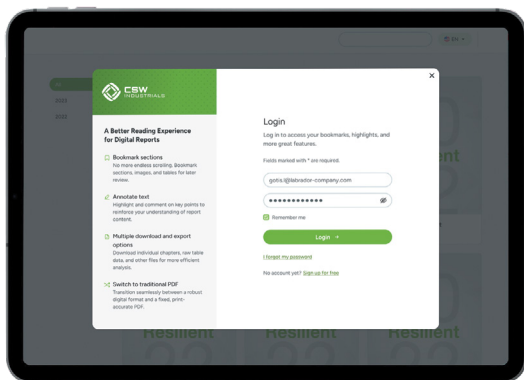 EN
All
2023
2022
CSW
INDUSTRIALS
A Better Reading Experience
for Digital Reports
Bookmark sections
No more endless scrolling. Bookmark
sections, images, and tables for later
review.
Annotate text
Highlight and comment on key points to
reinforce your understanding of report
content.
Multiple download and export
options
Download individual chapters, raw table
data, and other files for more efficient
analysis.
Switch to traditional PDF
Transition seamlessly between a robust
digital format and a fixed, print-
accurate PDF.
Login
Log in to access your bookmarks, highlights, and
more great features.
Fields marked with * are required.
gotis.l@labrador-company.com
Remember me
Login →
I forgot my password
No account yet? Sign up for free
Resilient
Resilient
Resilient